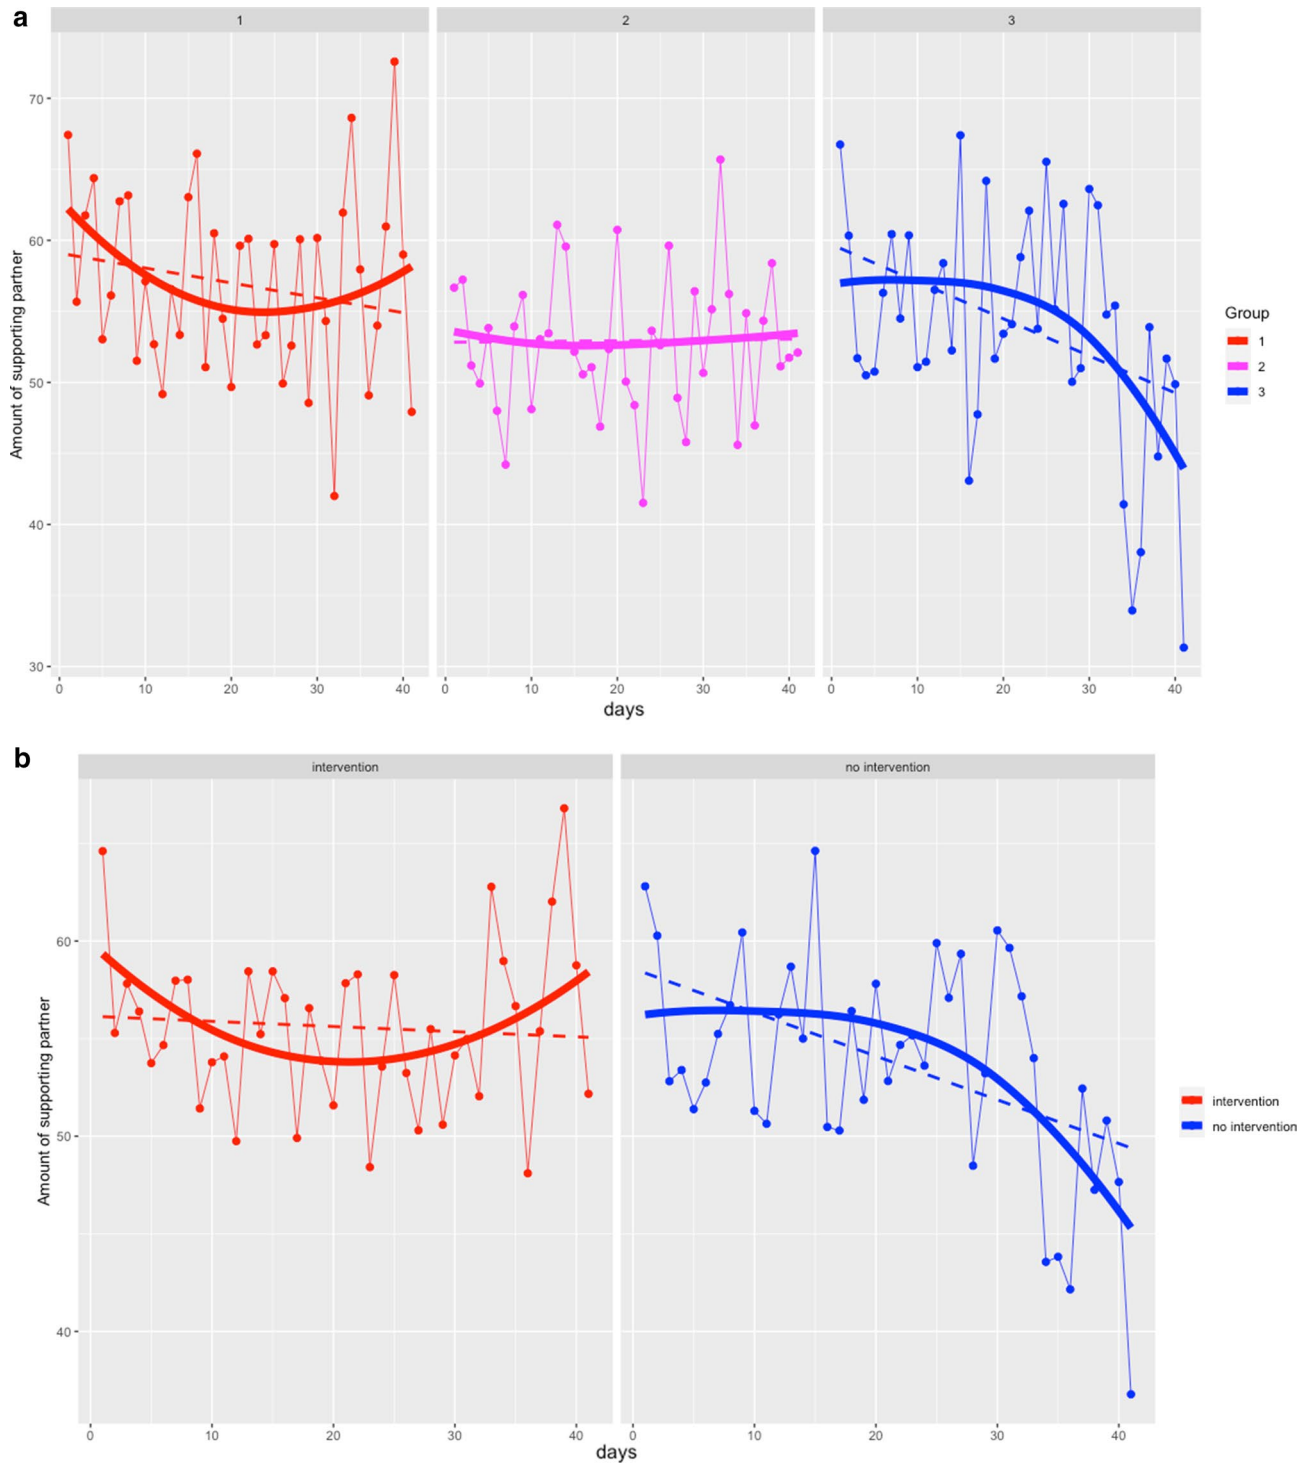 a
1 2 3
70
60
50
40
30
Amount of supporting partner
0 10 20 30 40 0 10 20 30 40 0 10 20 30 40
days
Group
1
2
3
b
intervention no intervention
60
50
40
Amount of supporting partner
0 10 20 30 40 0 10 20 30 40
days
intervention
no intervention